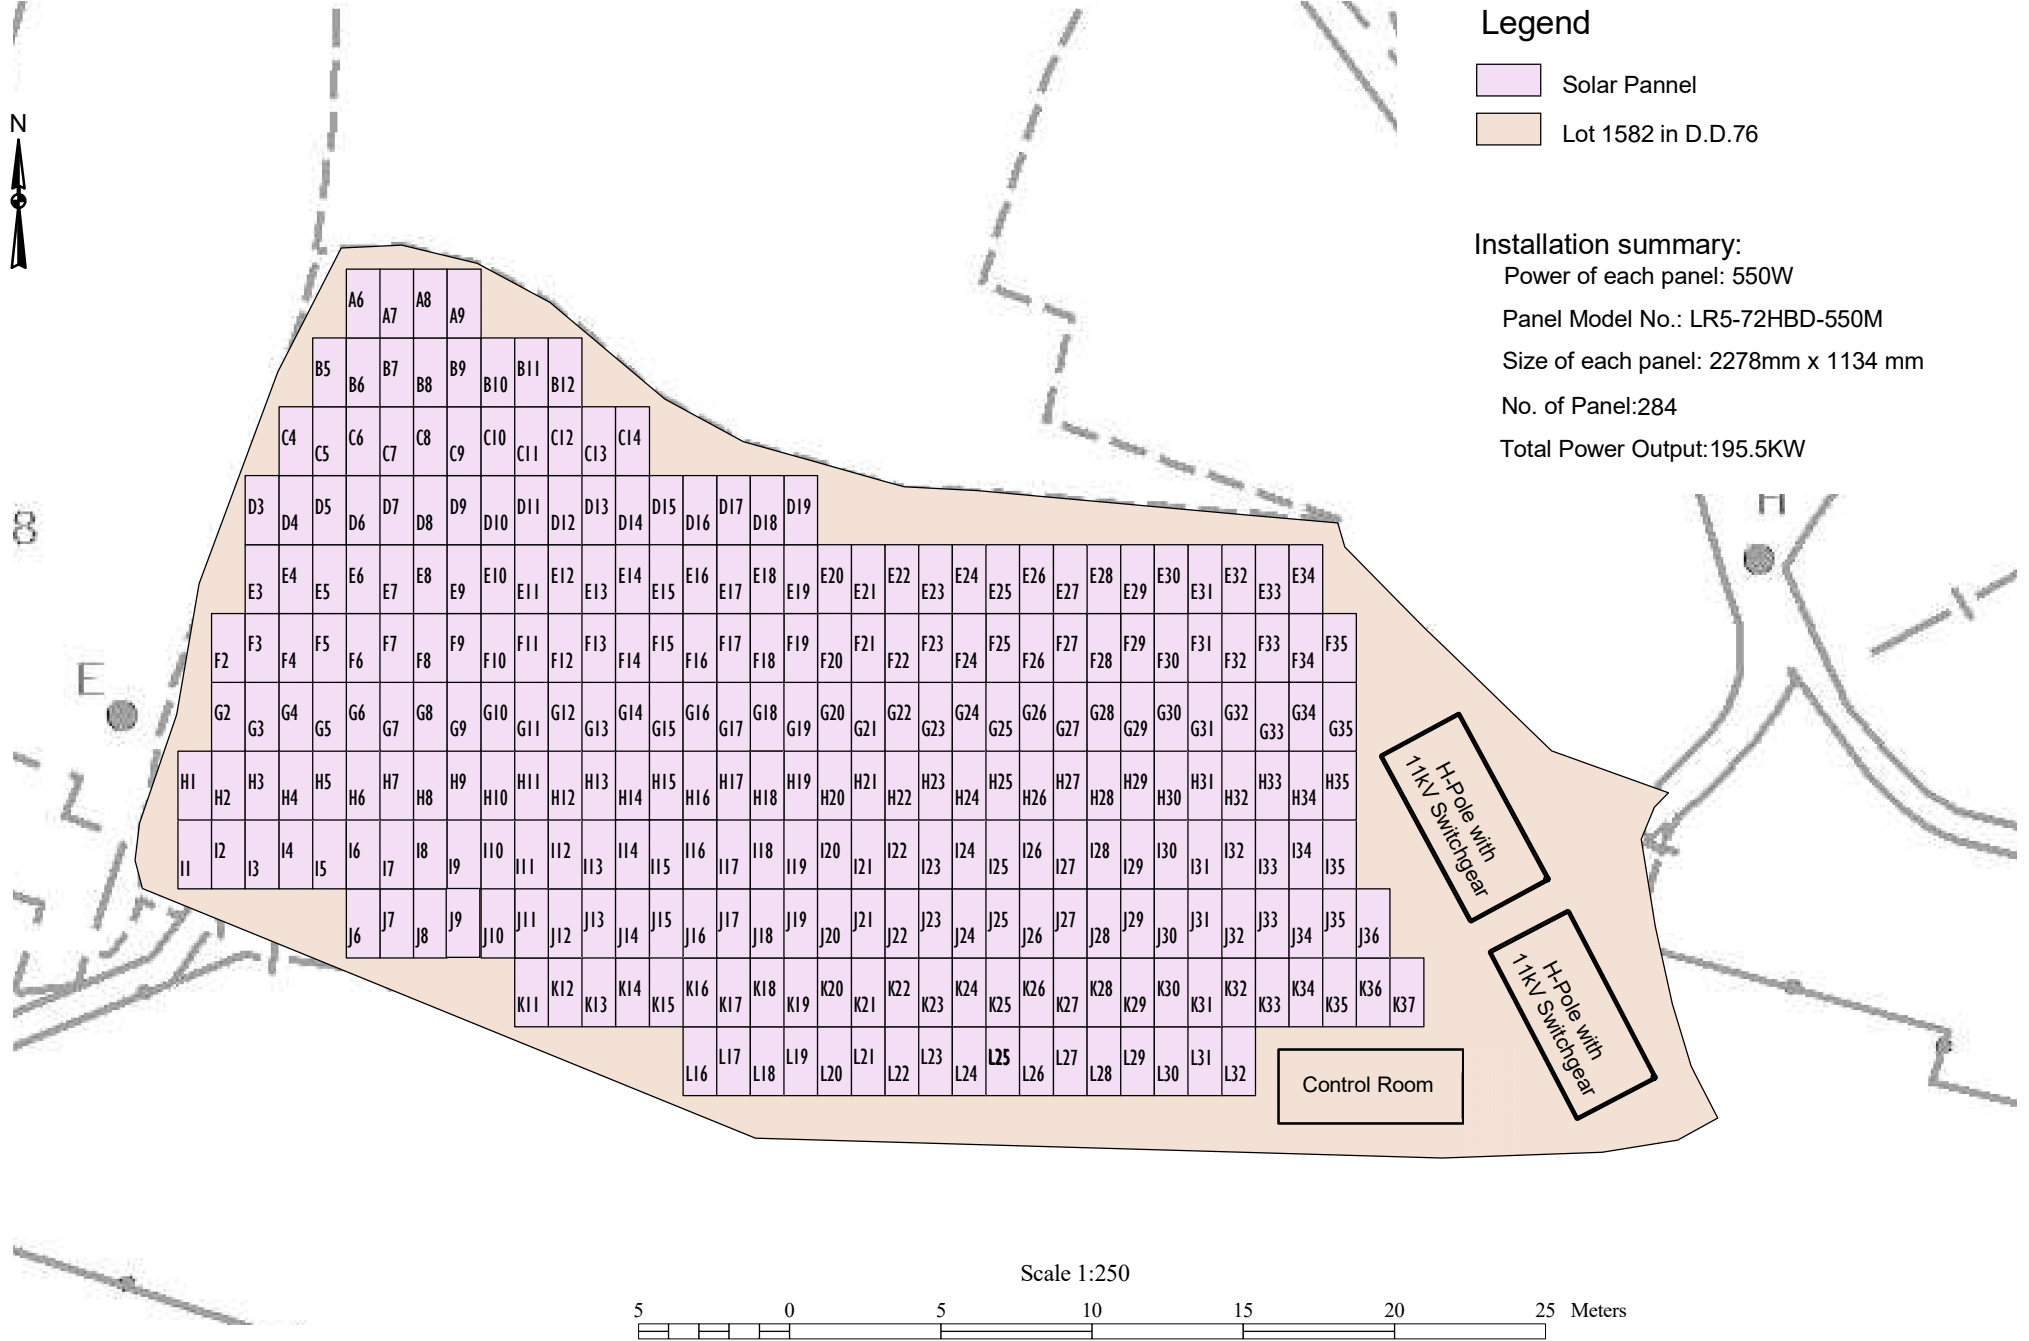 Legend
Solar Pannel
Lot 1582 in D.D.76
N
Installation summary:
Power of each panel: 550W
Panel Model No.: LR5-72HBD-550M
Size of each panel: 2278mm x 1134 mm
No. of Panel:284
Total Power Output:195.5KW
A6 A7 A8 A9
B5 B6 B7 B8 B9 B10 B11 B12
C4 C5 C6 C7 C8 C9 C10 C11 C12 C13 C14
D3 D4 D5 D6 D7 D8 D9 D10 D11 D12 D13 D14 D15 D16 D17 D18 D19
8
H
E3 E4 E5 E6 E7 E8 E9 E10 E11 E12 E13 E14 E15 E16 E17 E18 E19 E20 E21 E22 E23 E24 E25 E26 E27 E28 E29 E30 E31 E32 E33 E34
F2 F3 F4 F5 F6 F7 F8 F9 F10 F11 F12 F13 F14 F15 F16 F17 F18 F19 F20 F21 F22 F23 F24 F25 F26 F27 F28 F29 F30 F31 F32 F33 F34 F35
E
G2 G3 G4 G5 G6 G7 G8 G9 G10 G11 G12 G13 G14 G15 G16 G17 G18 G19 G20 G21 G22 G23 G24 G25 G26 G27 G28 G29 G30 G31 G32 G33 G34 G35
H1 H2 H3 H4 H5 H6 H7 H8 H9 H10 H11 H12 H13 H14 H15 H16 H17 H18 H19 H20 H21 H22 H23 H24 H25 H26 H27 H28 H29 H30 H31 H32 H33 H34 H35
I1 I2 I3 I4 I5 I6 I7 I8 I9 I10 I11 I12 I13 I14 I15 I16 I17 I18 I19 I20 I21 I22 I23 I24 I25 I26 I27 I28 I29 I30 I31 I32 I33 I34 I35
J6 J7 J8 J9 J10 J11 J12 J13 J14 J15 J16 J17 J18 J19 J20 J21 J22 J23 J24 J25 J26 J27 J28 J29 J30 J31 J32 J33 J34 J35 J36
K11 K12 K13 K14 K15 K16 K17 K18 K19 K20 K21 K22 K23 K24 K25 K26 K27 K28 K29 K30 K31 K32 K33 K34 K35 K36 K37
L16 L17 L18 L19 L20 L21 L22 L23 L24 L25 L26 L27 L28 L29 L30 L31 L32
H-Pole with
11kV Switchgear
H-Pole with
11kV Switchgear
Control Room
Scale 1:250
5 0 5 10 15 20 25 Meters